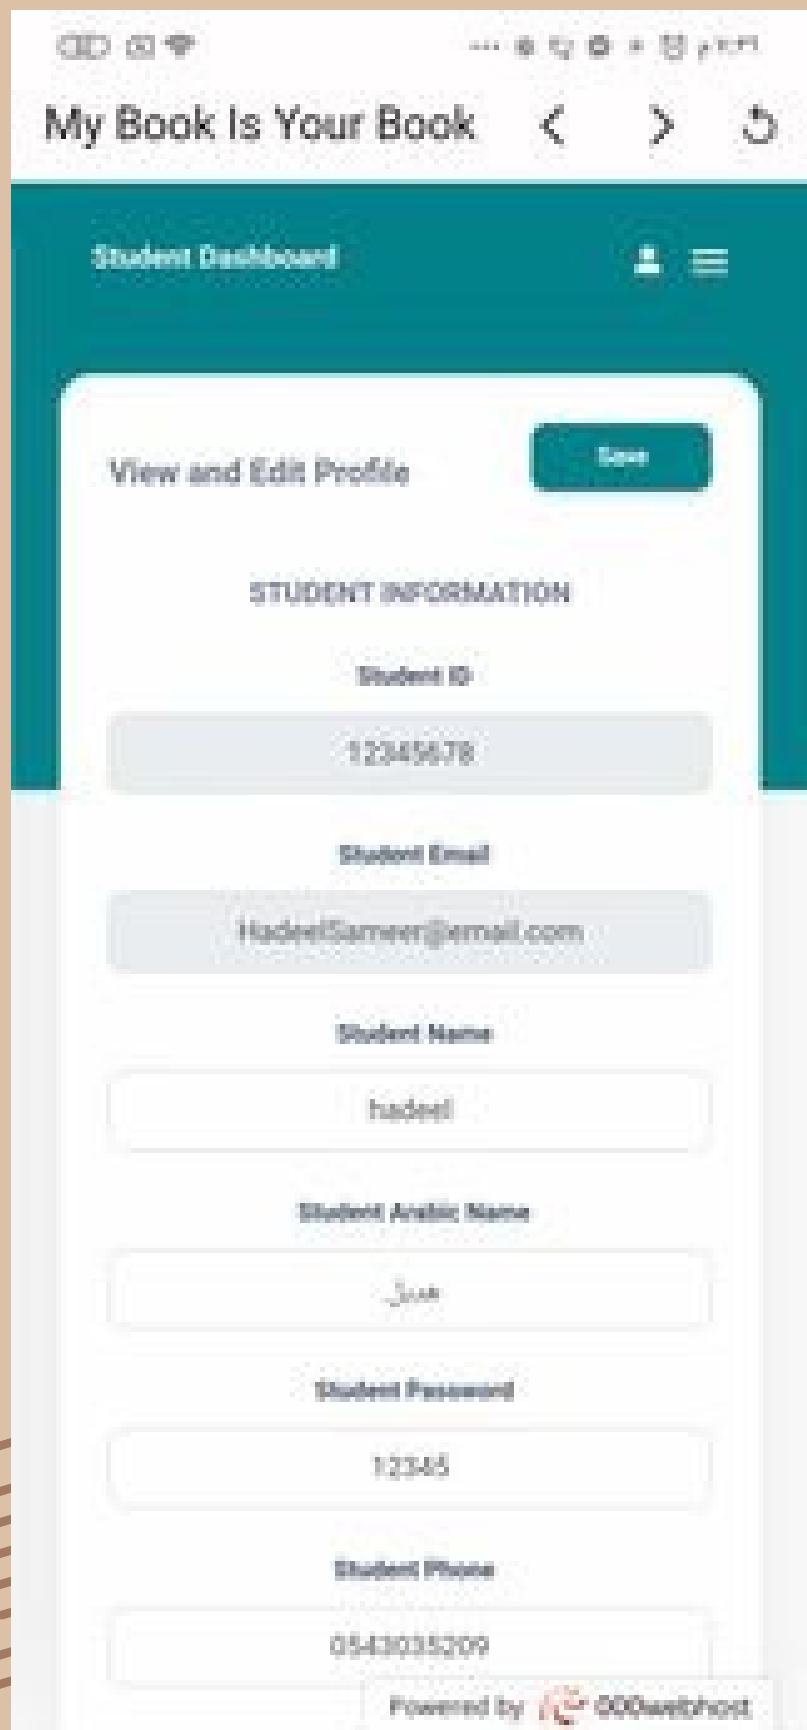 My Book Is Your Book
Student Dashboard
View and Edit Profile
Save
STUDENT INFORMATION
Student ID
12345678
Student Email
HadeelSameer@email.com
Student Name
hadeel
Student Arabic Name
هديل
Student Password
12345
Student Phone
0543035209
Powered by 000webhost